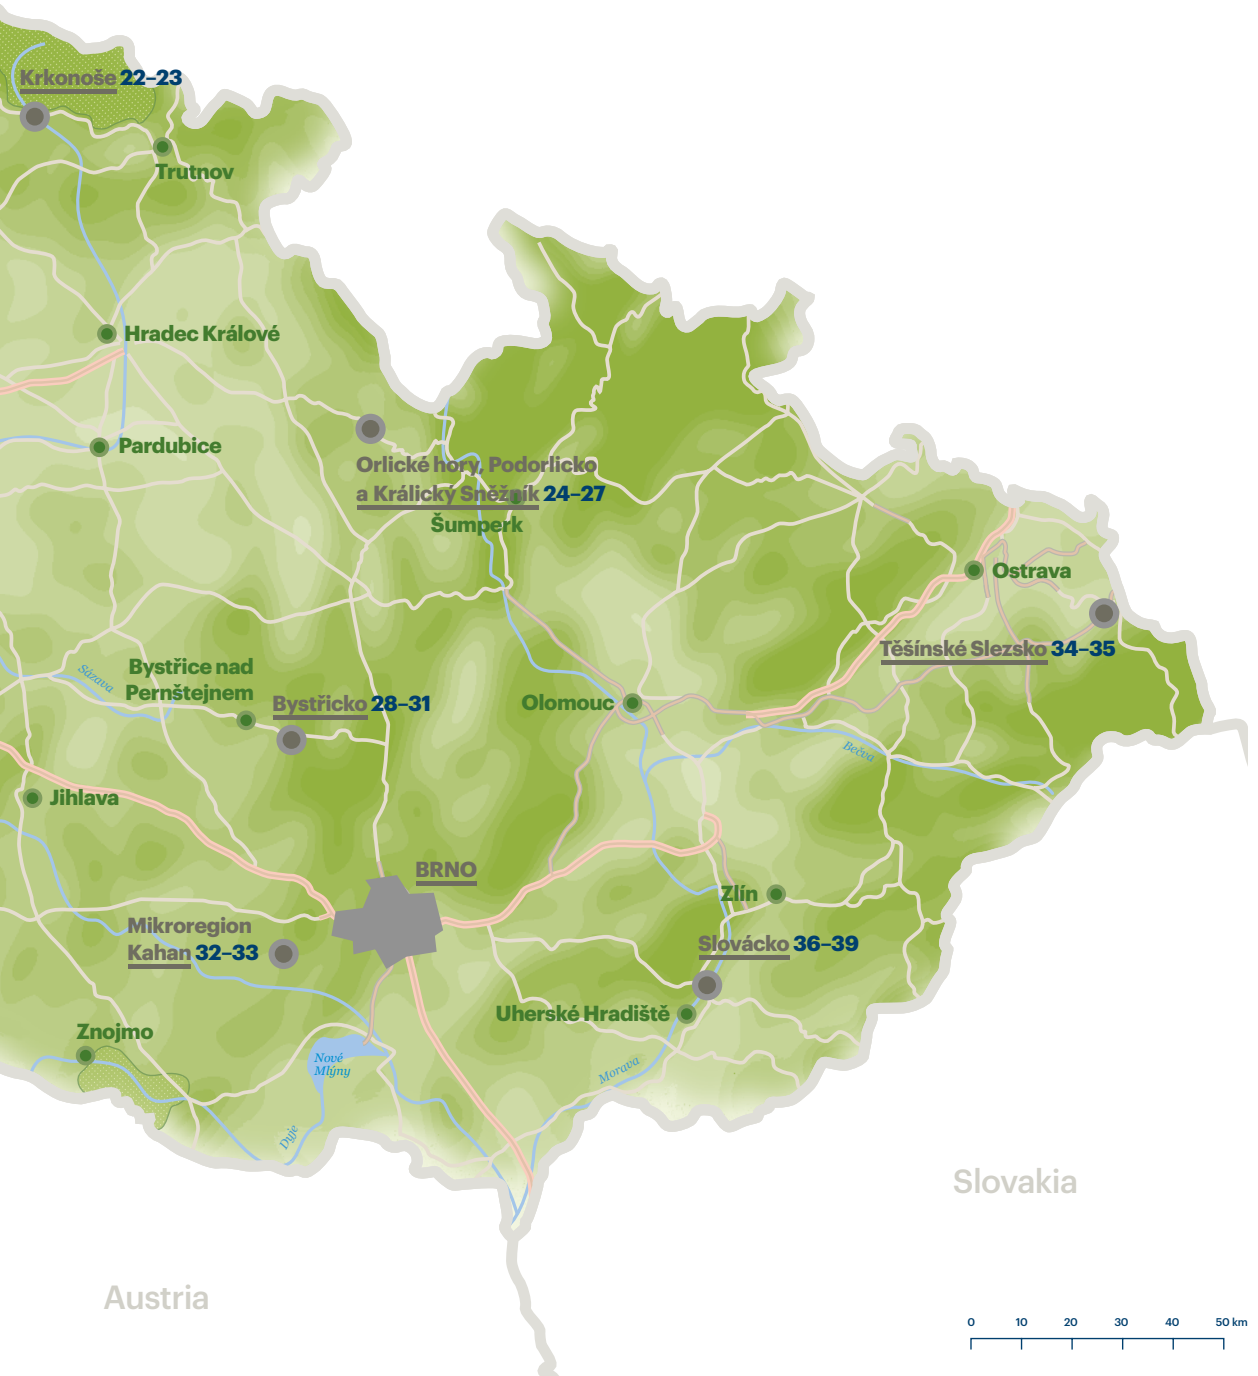 Krkonoše 22–23
Trutnov
Hradec Králové
Pardubice
Orlické hory, Podorlicko
a Králický Sněžník 24–27
Šumperk
Ostrava
Těšínské Slezsko 34–35
Bystřice nad
Pernštejnem
Sázava
Bystřicko 28–31
Olomouc
Bečva
Jihlava
BRNO
Zlín
Mikroregion
Kahan 32–33
Slovácko 36–39
Uherské Hradiště
Znojmo
Nové
Mlýny
Morava
Dyje
Slovakia
Austria
0 10 20 30 40 50 km